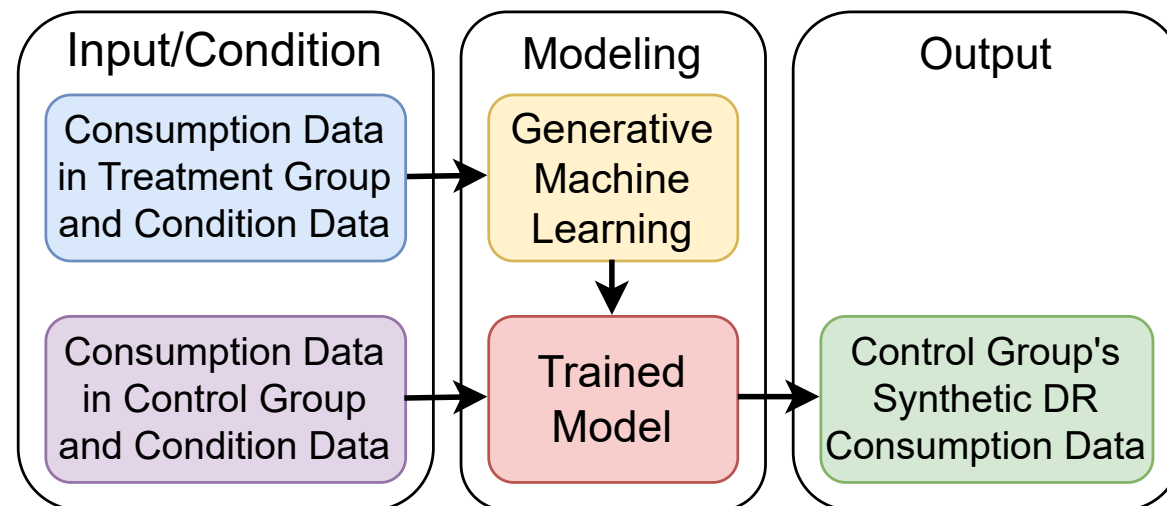 Input/Condition
Consumption Data
in Treatment Group
and Condition Data
Consumption Data
in Control Group
and Condition Data
Modeling
Generative
Machine
Learning
Trained
Model
Output
Control Group's
Synthetic DR
Consumption Data